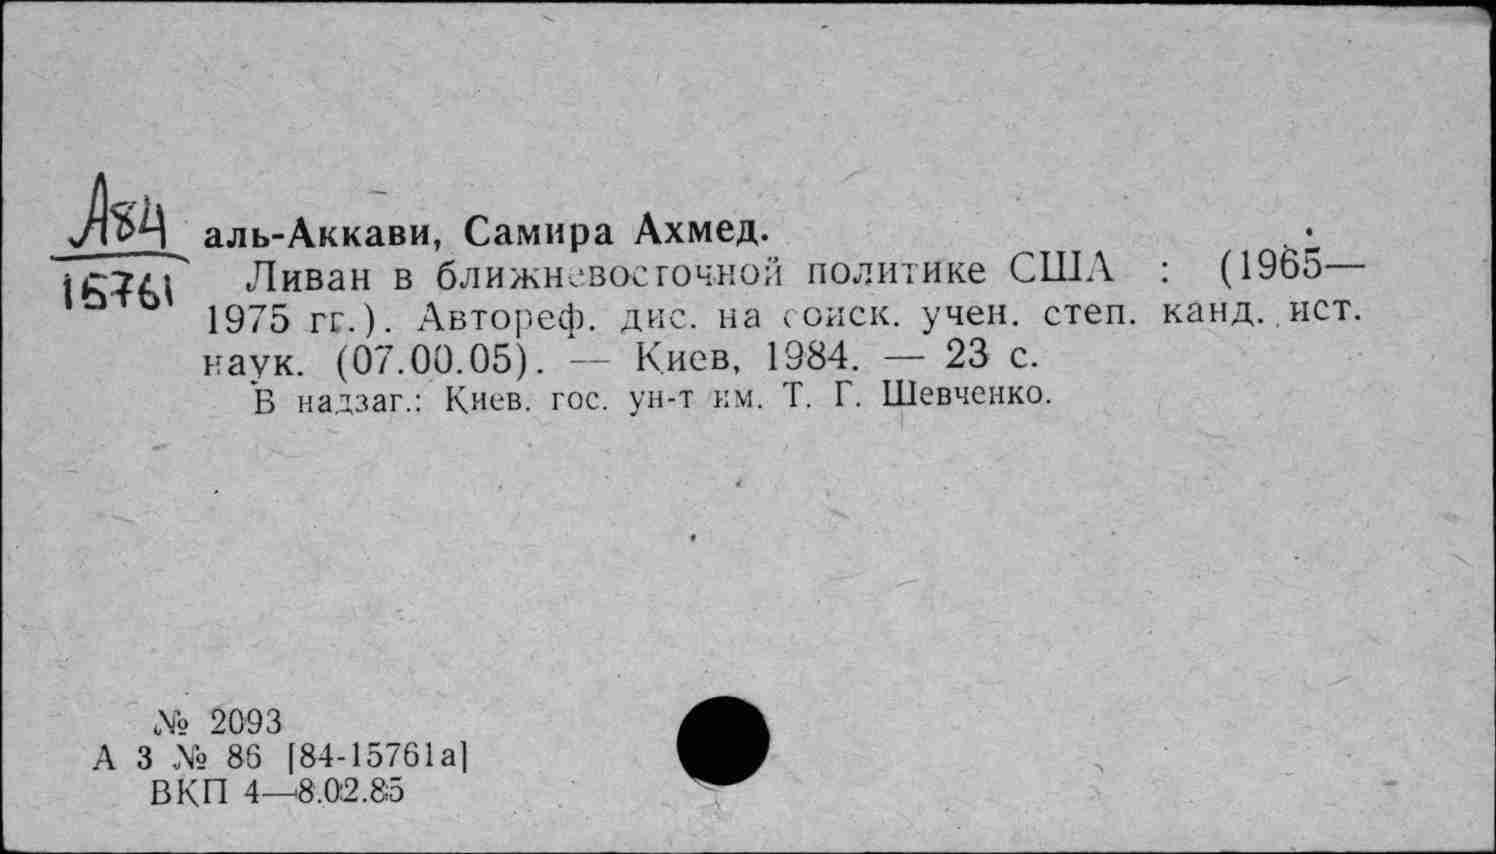 А84 аль-Аккави, Самира Ахмед.
15761 Ливан в ближневосточной политике США : (1965—
1975 гг.). Автореф. дис. на соиск. учен. степ. канд. ист.
наук. (07.00.05). — Киев, 1984. — 23 с.
В надзаг.: Киев. гос. ун-т им. Т. Г. Шевченко.
№ 2093
А З № 86 [84-15761а]
ВКП 4—8.02.85